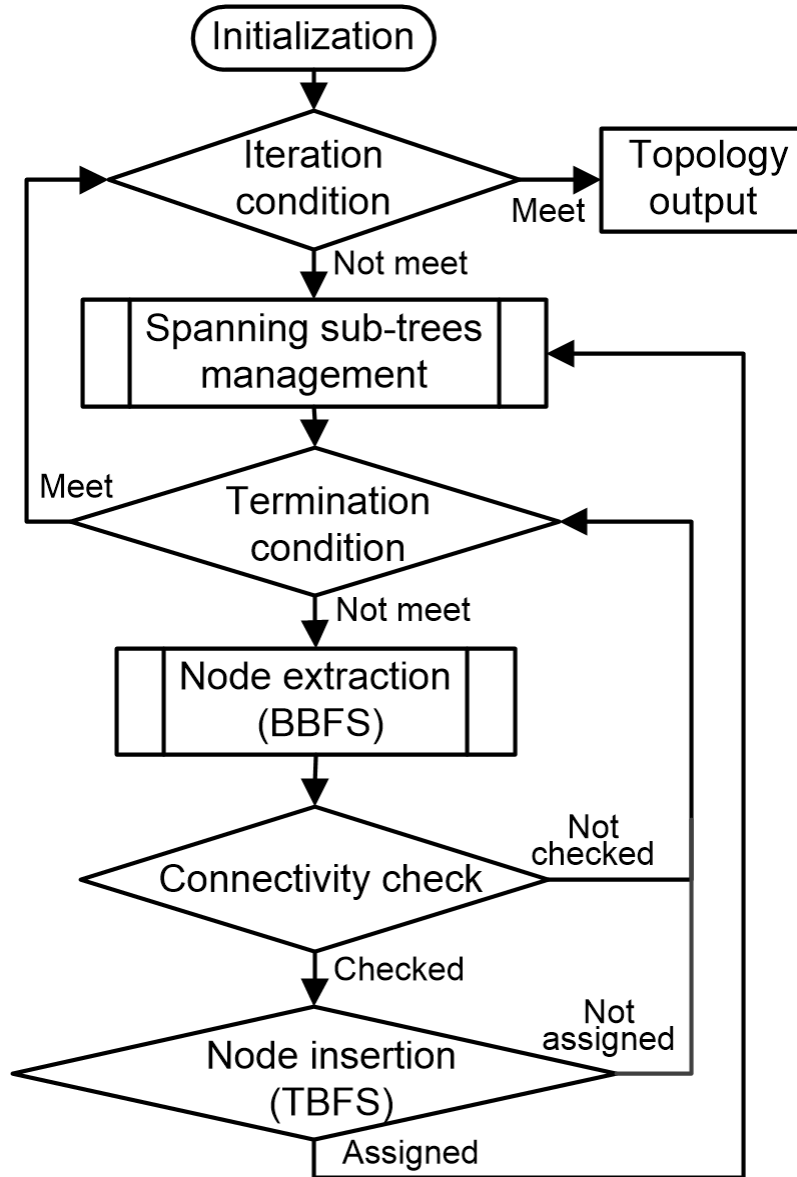 Initialization
Iteration
condition
Topology
output
Meet
Not meet
Spanning sub-trees
management
Meet
Termination
condition
Not meet
Node extraction
(BBFS)
Not
checked
Connectivity check
Checked
Not
assigned
Node insertion
(TBFS)
Assigned